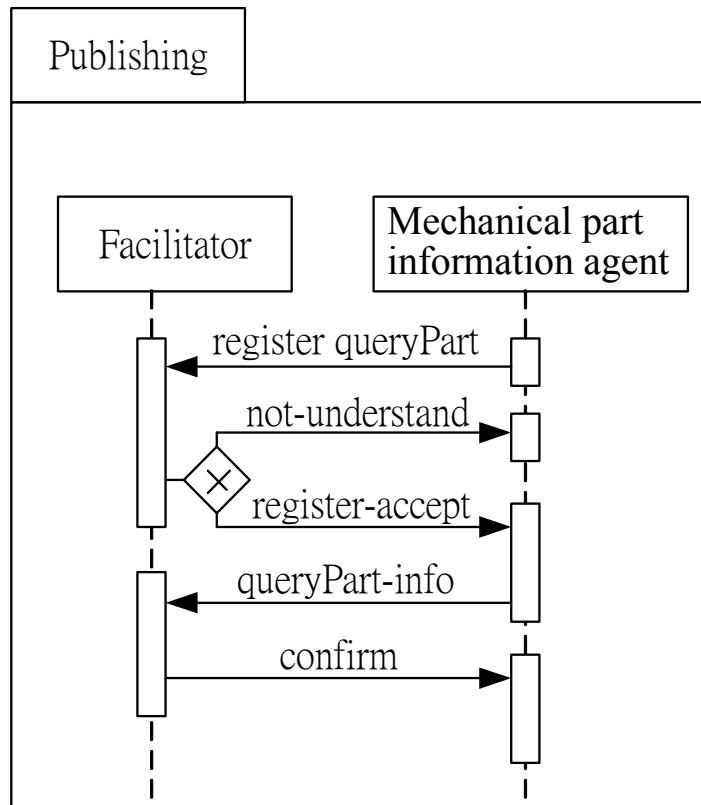 Publishing
Facilitator
Mechanical part
information agent
register queryPart
not-understand
register-accept
queryPart-info
confirm